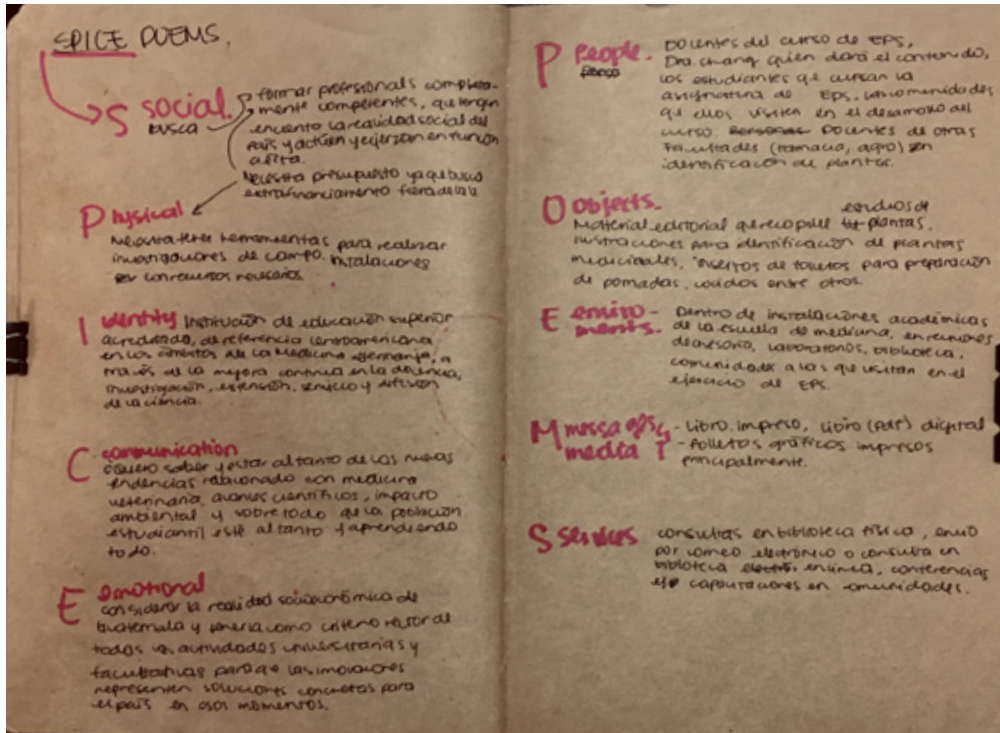 SPICE POEMS.
S social.
busca
formar profesionals completa-
mente competentes, que tengan
en cuenta la realidad social del
país y actúen y ejerzan en función
a esta.
Necesita presupuesto ya que busca
extrafinanciamento fuera de la
Physical
Necesita tener herramientas para realizar
investigaciones de campo. Instalaciones
con recursos necesarios.
Identity Institución de educación superior
acreditada, de referencia centroamericana
en los ámbitos de la Medicina veterinaria, a
través de la mejora continua en la docencia,
investigación, extensión, servicio y difusión
de la ciencia.
C communication
Quiero saber y estar al tanto de las nuevas
tendencias relacionado con medicina
veterinaria, avances científicos, impacto
ambiental y sobre todo que la población
estudiantil esté al tanto y aprendiendo
todo.
E emotional
considerar la realidad socioeconómica de
Guatemala y tenerla como criterio rector de
todas las actividades universitarias y
facultativas para que las innovaciones
representen soluciones concretas para
el país en esos momentos.
P People. Docentes del curso de EPS,
Dra. Chang quien dará el contenido,
los estudiantes qe cursan la
asignatura de EPS, las comunidades
que ellos visiten en el desarrollo del
curso. Docentes de otras
Facultades (farmacia, agro) en
identificación de plantas.
O Objects. estudios de
Material editorial que recopile plantas,
ilustraciones para identificación de plantas
medicinales, insertos de folletos para preparación
de pomadas, cocidos entre otros.
E enviro- Dentro de instalaciones académicas
ments. de la escuela de medicina, en reuniones
de asesoría, laboratorios, biblioteca,
comunidades a las que visitan en el
ejercicio de EPS.
M messages, - Libro impreso, libro (pdf) digital
media - Folletos gráficos impresos
principalmente.
S services consultas en biblioteca física, envío
por correo electrónico o consulta en
biblioteca en línea, conferencias
capacitaciones en comunidades.